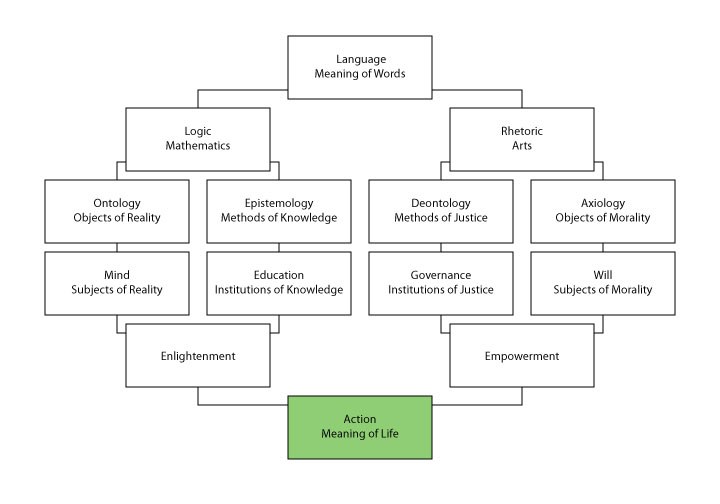 Language
Meaning of Words
Logic
Mathematics
Rhetoric
Arts
Ontology
Objects of Reality
Epistemology
Methods of Knowledge
Deontology
Methods of Justice
Axiology
Objects of Morality
Mind
Subjects of Reality
Education
Institutions of Knowledge
Governance
Institutions of Justice
Will
Subjects of Morality
Enlightenment
Empowerment
Action
Meaning of Life